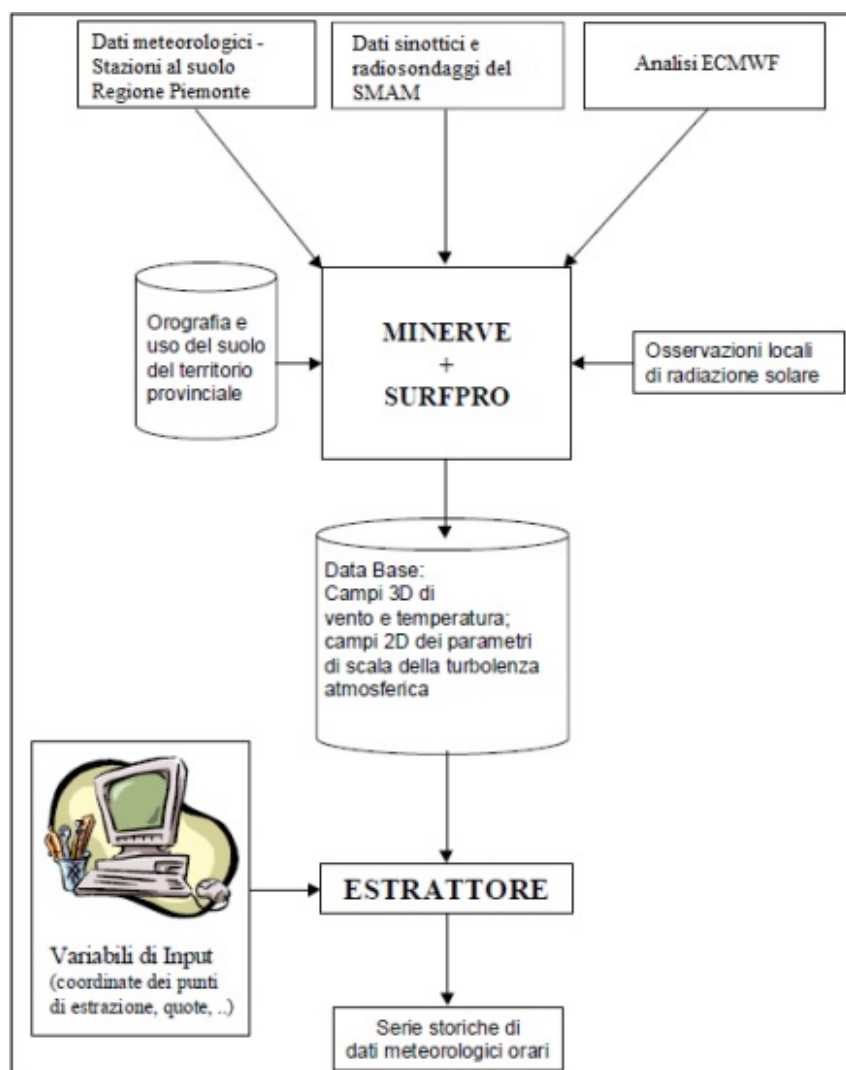 Dati meteorologici -
Stazioni al suolo
Regione Piemonte
Dati sinottici e
radiosondaggi del
SMAM
Analisi ECMWF
Orografia e
uso del suolo
del territorio
provinciale
MINERVE
+
SURFPRO
Osservazioni locali
di radiazione solare
Data Base:
Campi 3D di
vento e temperatura;
campi 2D dei parametri
di scala della turbolenza
atmosferica
ESTRATTORE
Variabili di Input
(coordinate dei punti
di estrazione, quote, ..)
Serie storiche di
dati meteorologici orari